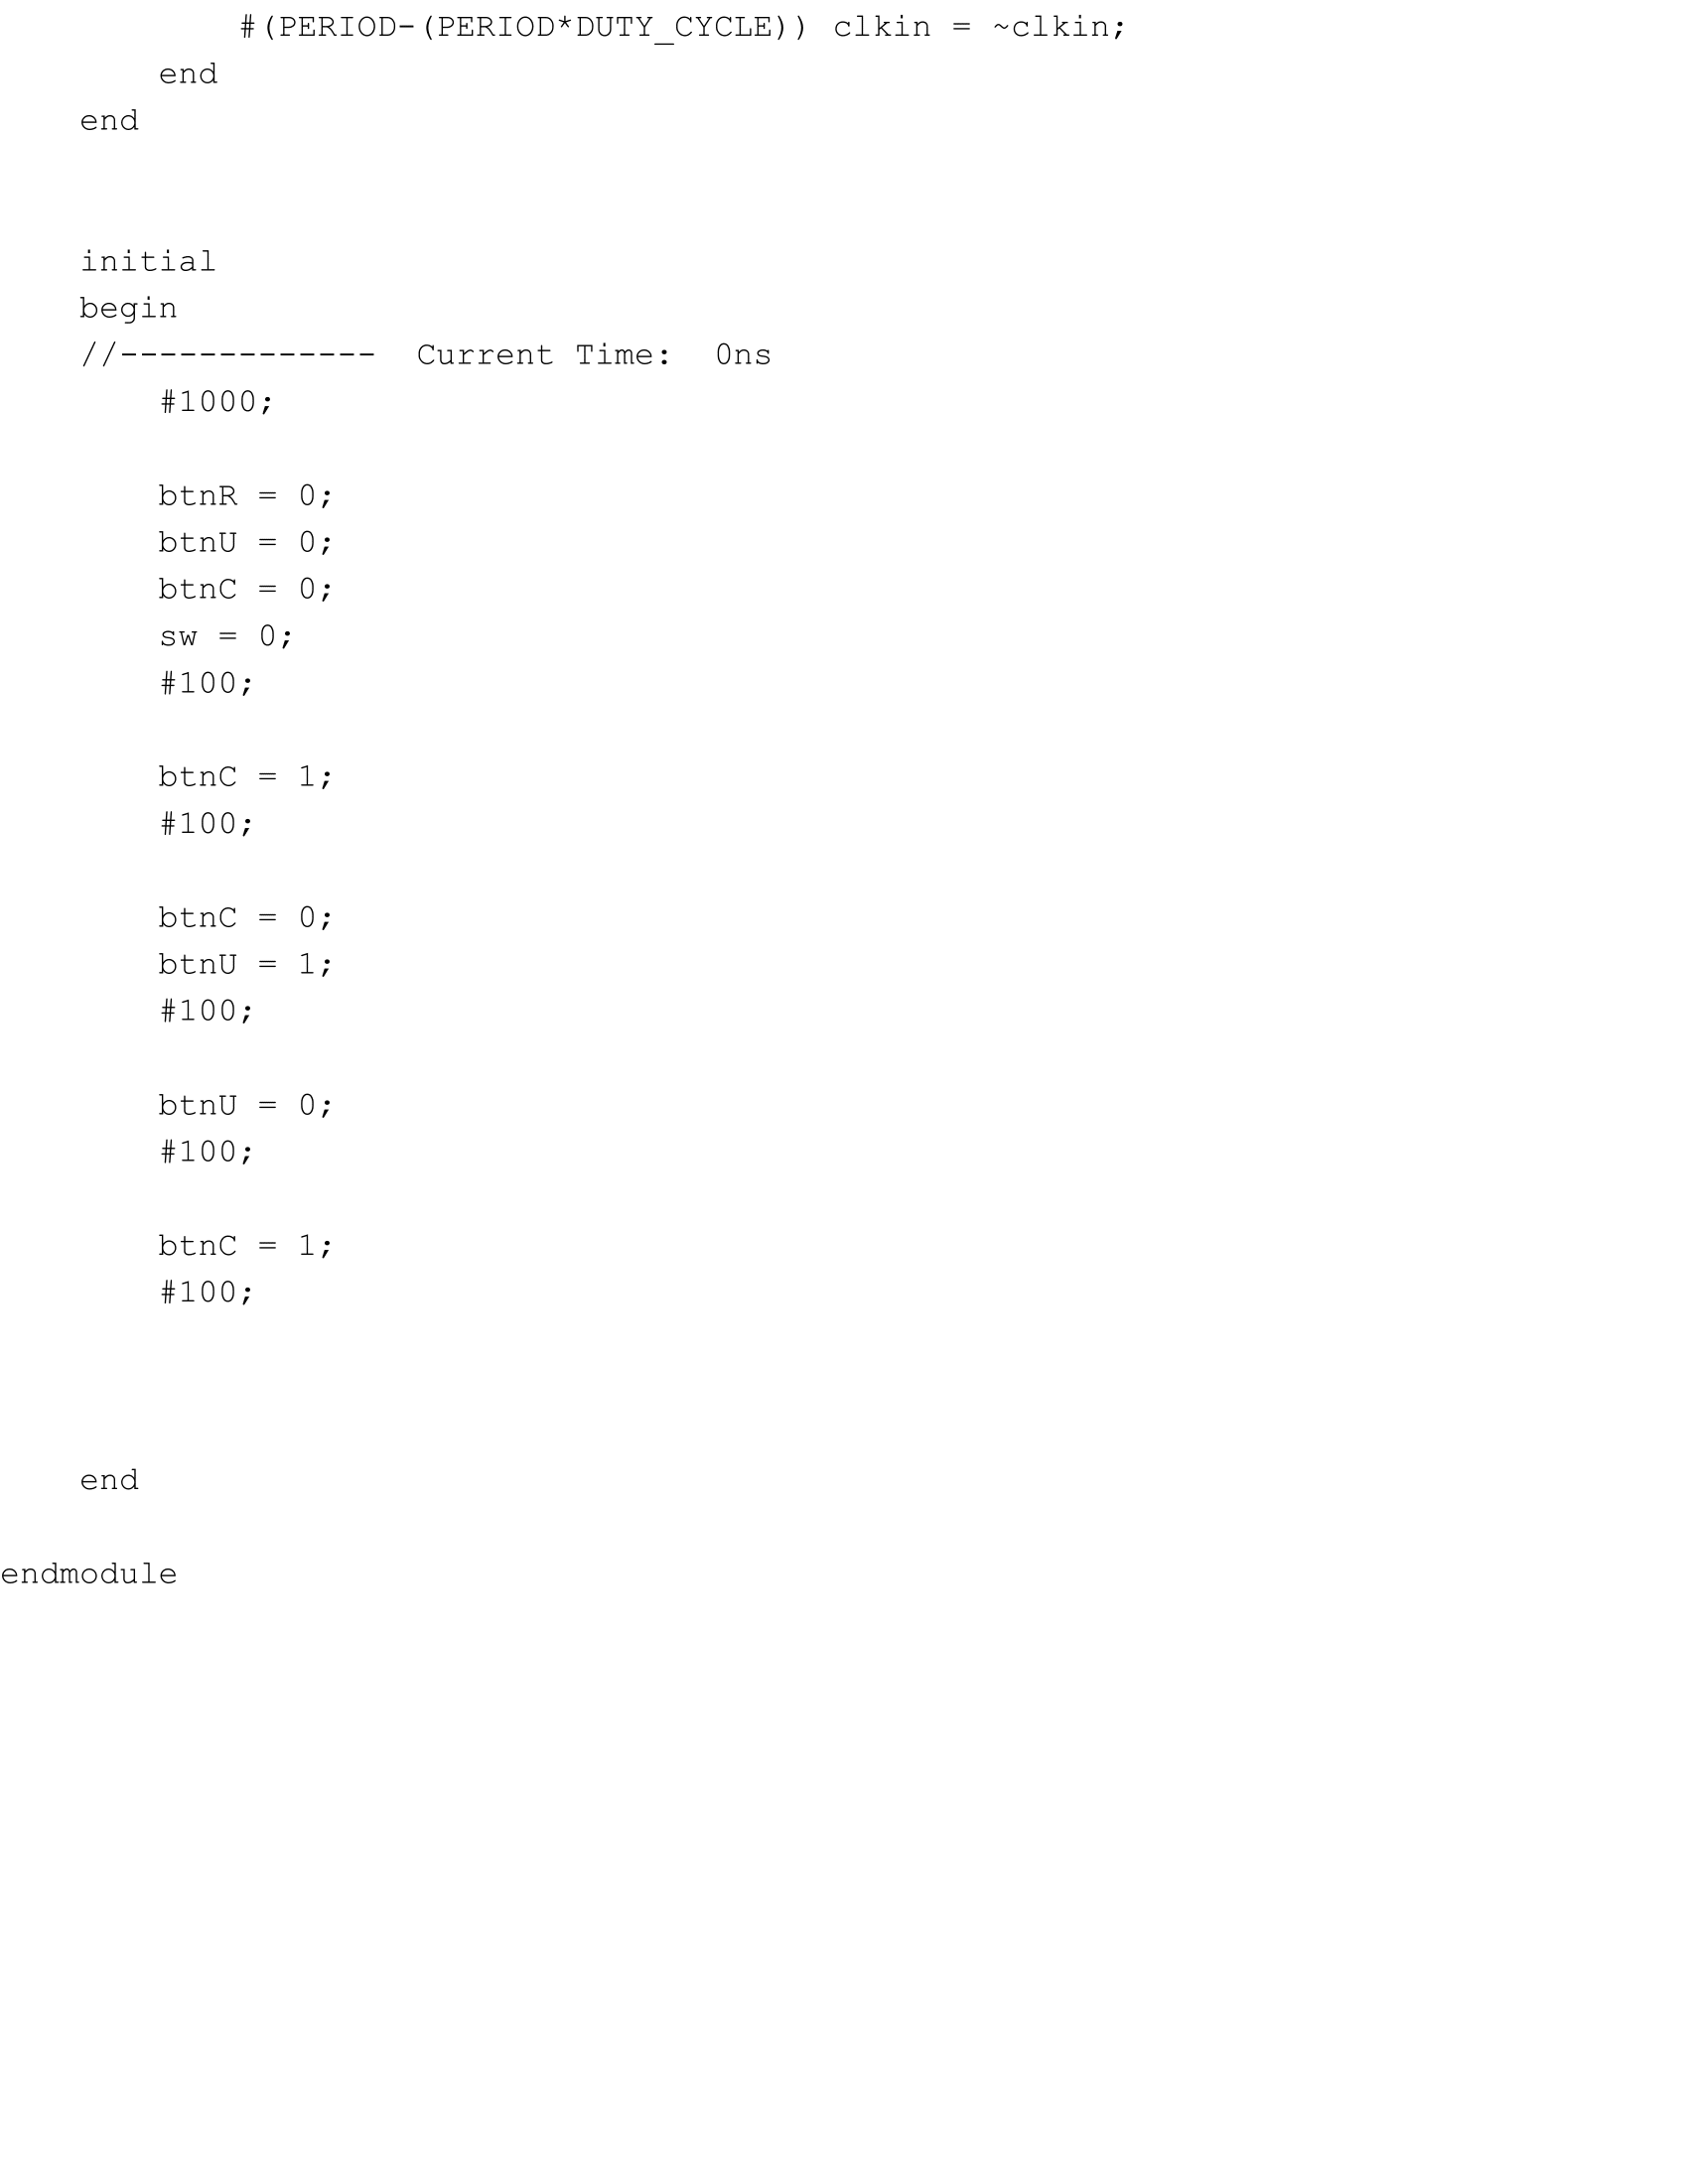 #(PERIOD-(PERIOD*DUTY_CYCLE)) clkin = ~clkin;
end
end
initial
begin
//-------------  Current Time:  0ns
#1000;
btnR = 0;
btnU = 0;
btnC = 0;
sw = 0;
#100;
btnC = 1;
#100;
btnC = 0;
btnU = 1;
#100;
btnU = 0;
#100;
btnC = 1;
#100;
end
endmodule